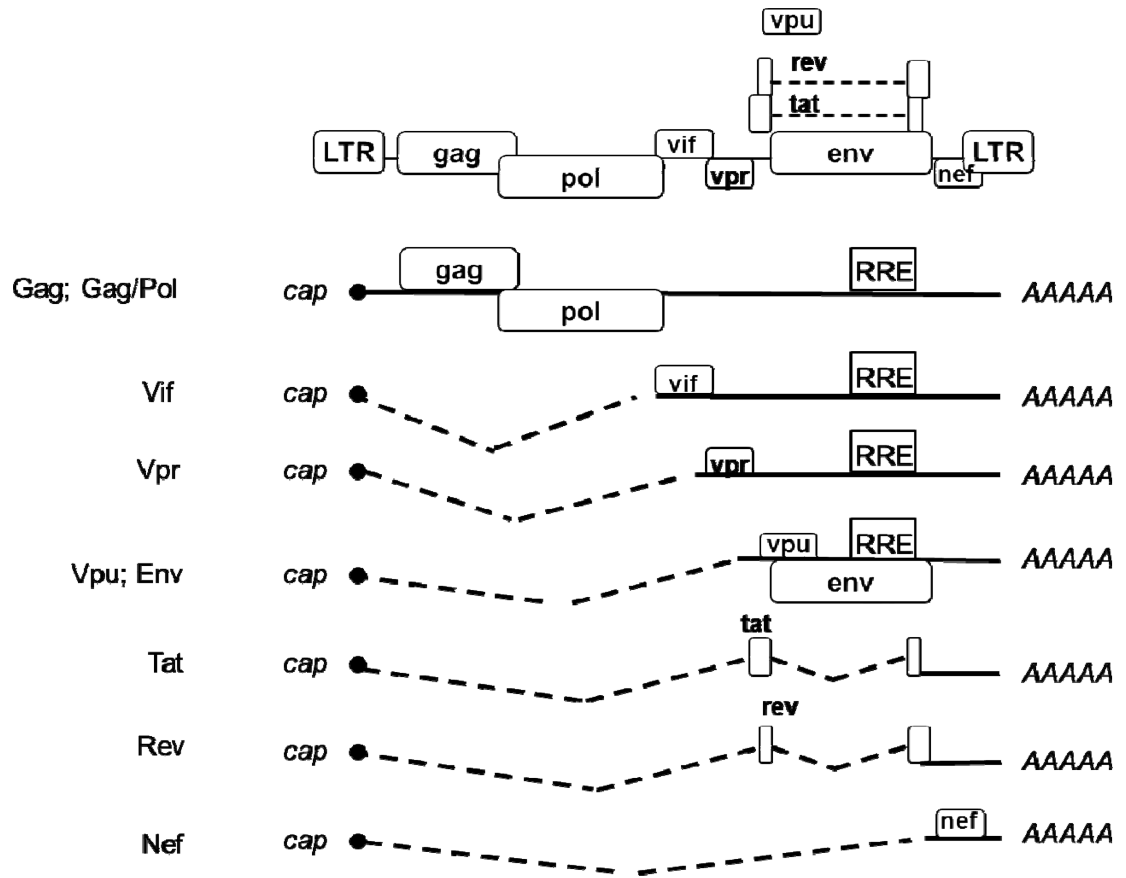 vpu
rev
tat
LTR gag pol vif vpr env nef LTR
Gag; Gag/Pol cap gag pol RRE AAAAA
Vif cap vif RRE AAAAA
Vpr cap vpr RRE AAAAA
Vpu; Env cap vpu RRE env AAAAA
tat
Tat cap AAAAA
rev
Rev cap AAAAA
Nef cap nef AAAAA